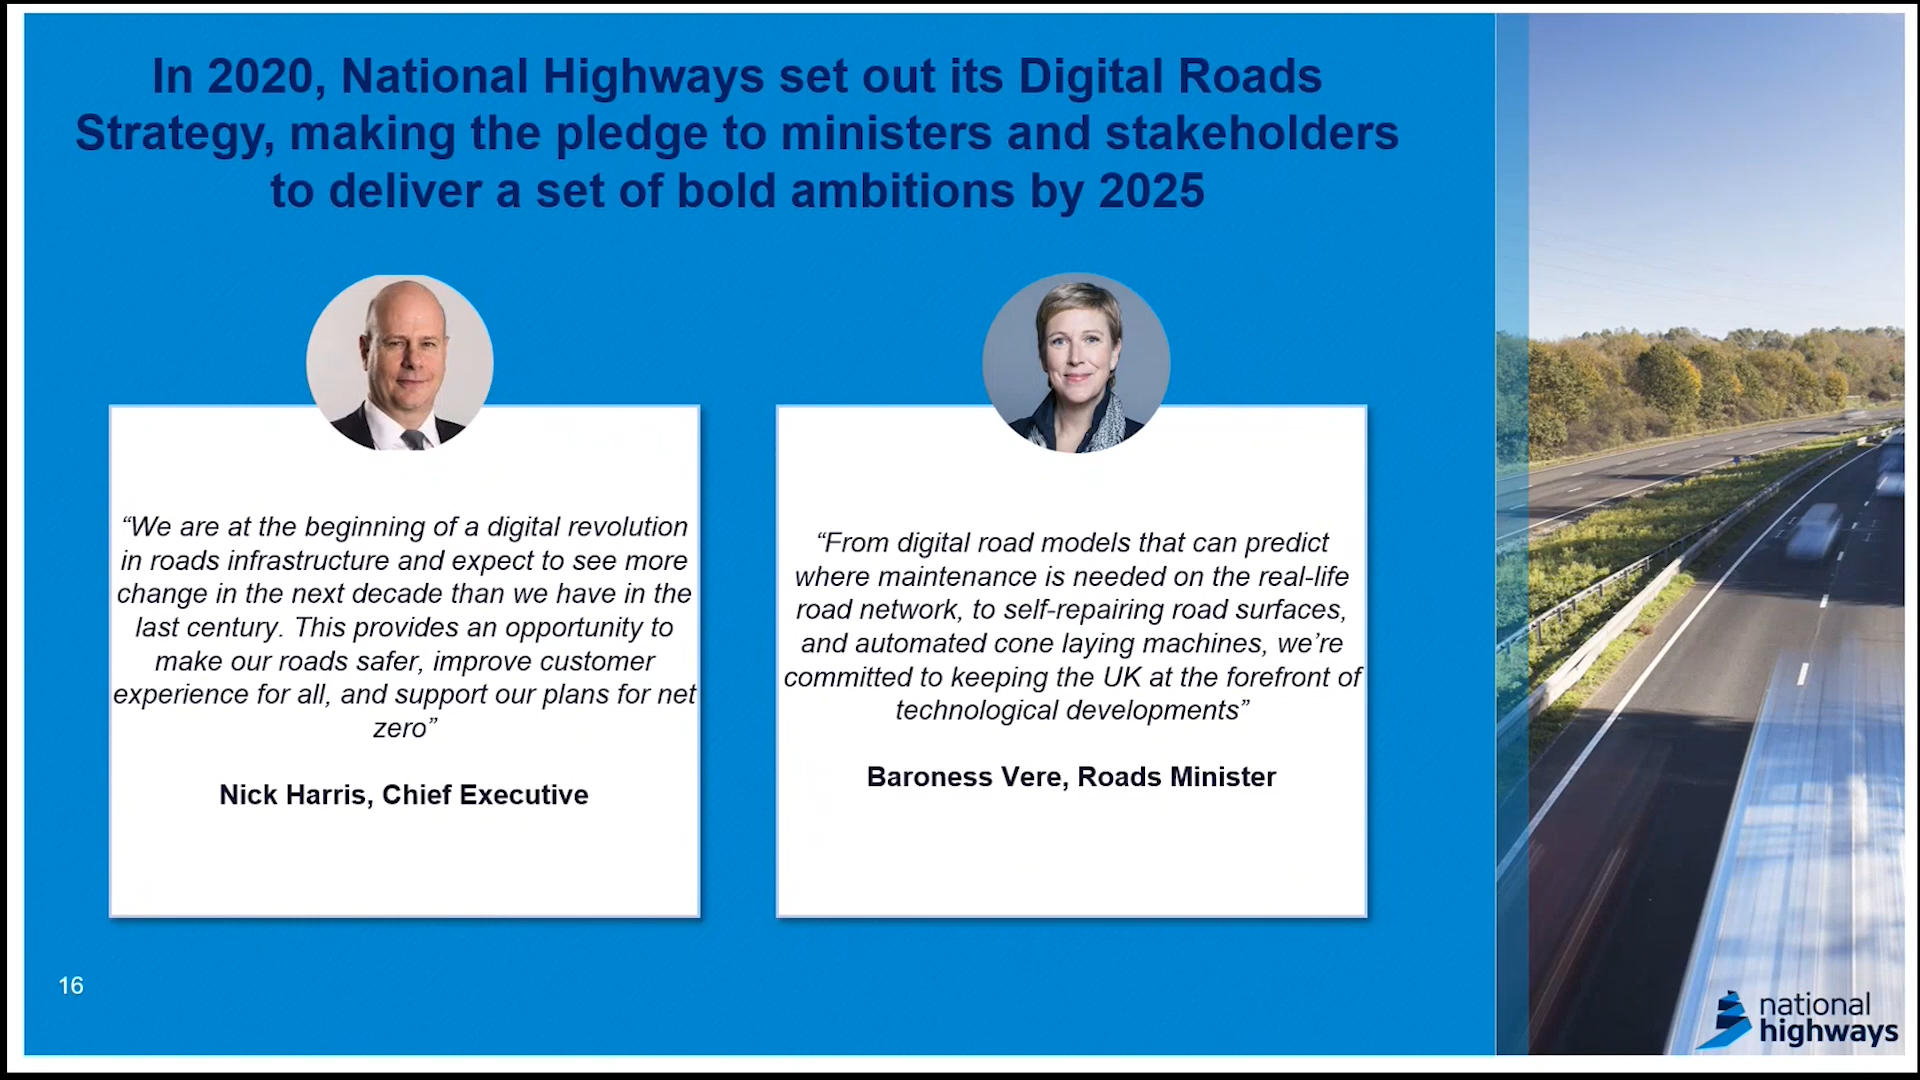 In 2020, National Highways set out its Digital Roads
Strategy, making the pledge to ministers and stakeholders
to deliver a set of bold ambitions by 2025
“We are at the beginning of a digital revolution
in roads infrastructure and expect to see more
change in the next decade than we have in the
last century. This provides an opportunity to
make our roads safer, improve customer
experience for all, and support our plans for net
zero”
Nick Harris, Chief Executive
“From digital road models that can predict
where maintenance is needed on the real-life
road network, to self-repairing road surfaces,
and automated cone laying machines, we’re
committed to keeping the UK at the forefront of
technological developments”
Baroness Vere, Roads Minister
16
national
highways